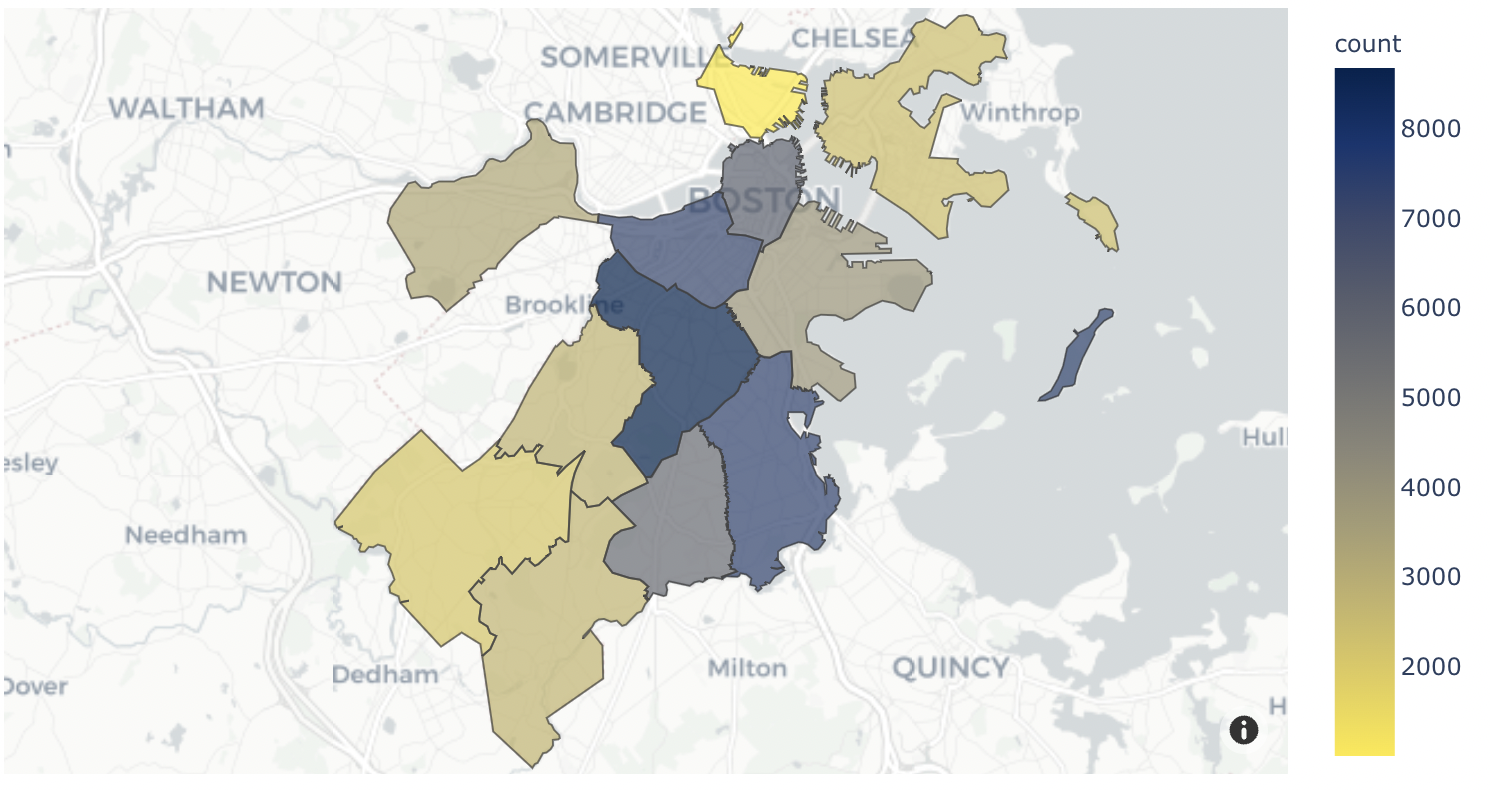 SOMERVILLE
CHELSEA
WALTHAM
CAMBRIDGE
Winthrop
BOSTON
NEWTON
Brookline
Hull
esley
Needham
Dedham
Milton
QUINCY
Dover
H
i
count
8000
7000
6000
5000
4000
3000
2000